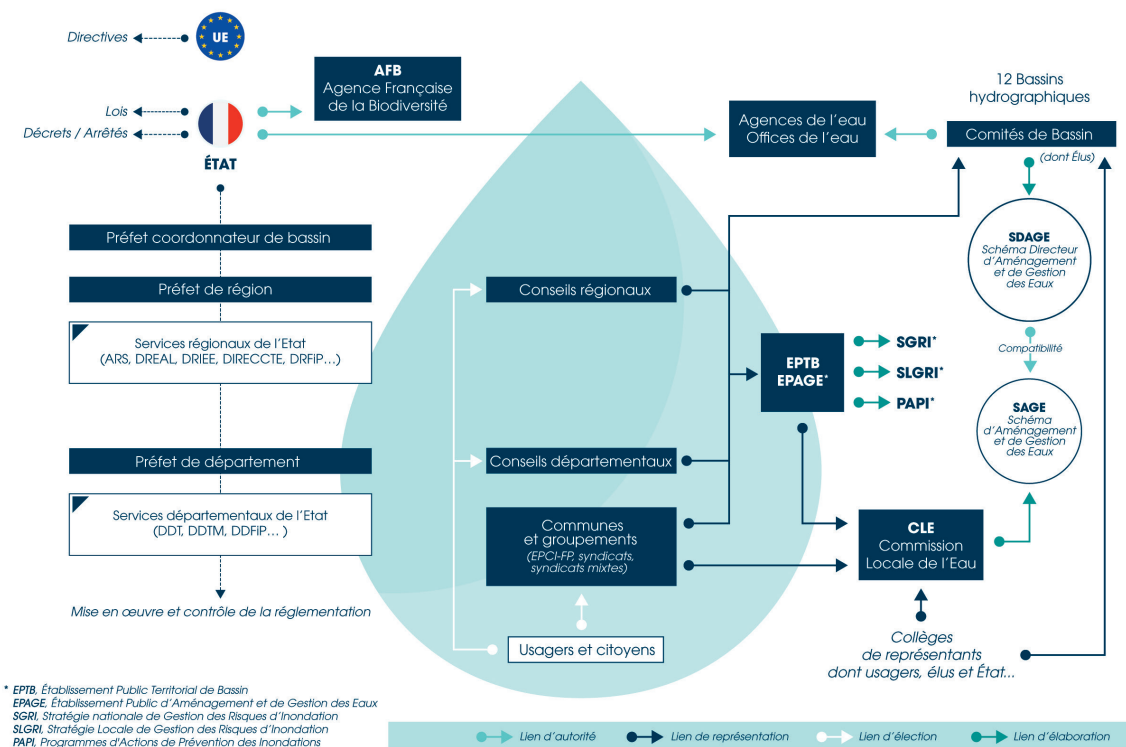 Directives
UE
Lois
Décrets / Arrêtés
ÉTAT
AFB
Agence Française
de la Biodiversité
Agences de l'eau
Offices de l'eau
12 Bassins
hydrographiques
Comités de Bassin
(dont Élus)
SDAGE
Schéma Directeur
d'Aménagement
et de Gestion
des Eaux
Compatibilité
SAGE
Schéma
d'Aménagement
et de Gestion
des Eaux
Préfet coordonnateur de bassin
Préfet de région
Services régionaux de l'Etat
(ARS, DREAL, DRIEE, DIRECCTE, DRFiP...)
Préfet de département
Services départementaux de l'Etat
(DDT, DDTM, DDFiP... )
Mise en œuvre et contrôle de la réglementation
Conseils régionaux
Conseils départementaux
Communes
et groupements
(EPCI-FP, syndicats,
syndicats mixtes)
Usagers et citoyens
EPTB
EPAGE*
SGRI*
SLGRI*
PAPI*
CLE
Commission
Locale de l'Eau
Collèges
de représentants
dont usagers, élus et État...
* EPTB, Établissement Public Territorial de Bassin
EPAGE, Établissement Public d'Aménagement et de Gestion des Eaux
SGRI, Stratégie nationale de Gestion des Risques d'Inondation
SLGRI, Stratégie Locale de Gestion des Risques d'Inondation
PAPI, Programmes d'Actions de Prévention des Inondations
Lien d'autorité
Lien de représentation
Lien d'élection
Lien d'élaboration